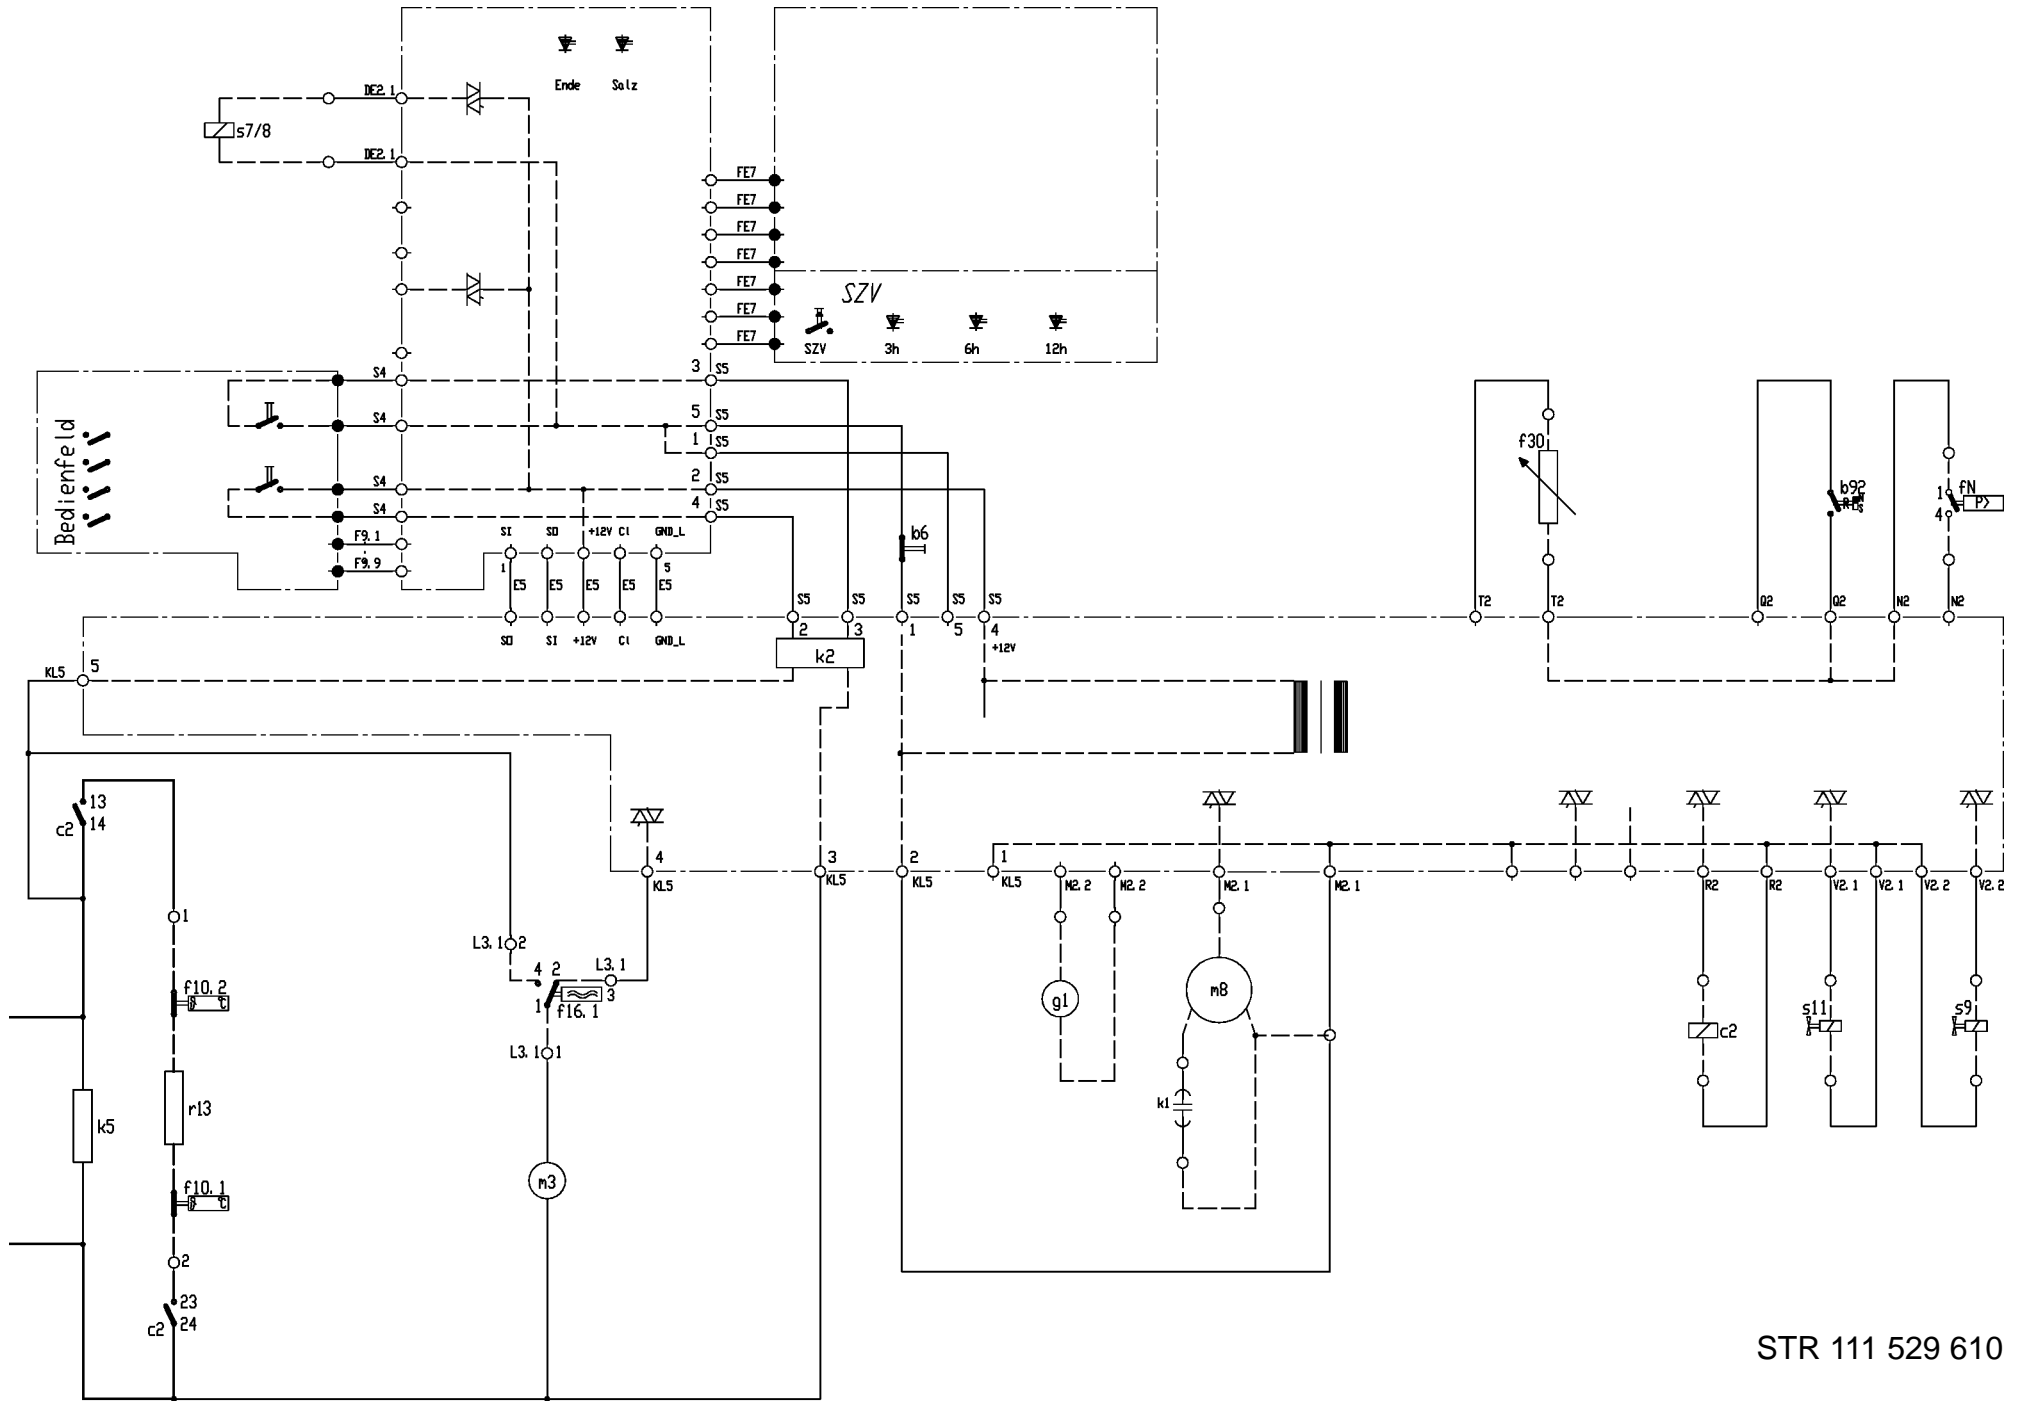 Ende Salz
DE2.1
s7/8
DE2.1
FE7
FE7
FE7
FE7
SZV
FE7
FE7
FE7
SZV 3h 6h 12h
S4 3 S5
Bedienfeld
S4 5 S5
1 S5
S4 2 S5
S4 4 S5
F9.1
F9.9
SI SO +12V Cl GND_L
1 5
E5 E5 E5 E5 E5
SO SI +12V Cl GND_L
b6
f30
b92
1 fN
4 P>
S5 S5 S5 S5 S5
T2 T2 Q2 Q2 N2 N2
2 3 1 5 4
+12V
k2
KL5 5
13
14
c2
4 3 2 1
KL5 KL5 KL5 KL5
M2.2 M2.2 M2.1 M2.1 R2 R2 V2.1 V2.1 V2.2 V2.2
1
L3.1 2
4 2 L3.1
3
1
f16.1
f10.2
°C
L3.1 1
g1
m8
s11
s9
c2
k1
r13
k5
m3
f10.1
°C
2
23
24
c2
STR 111 529 610